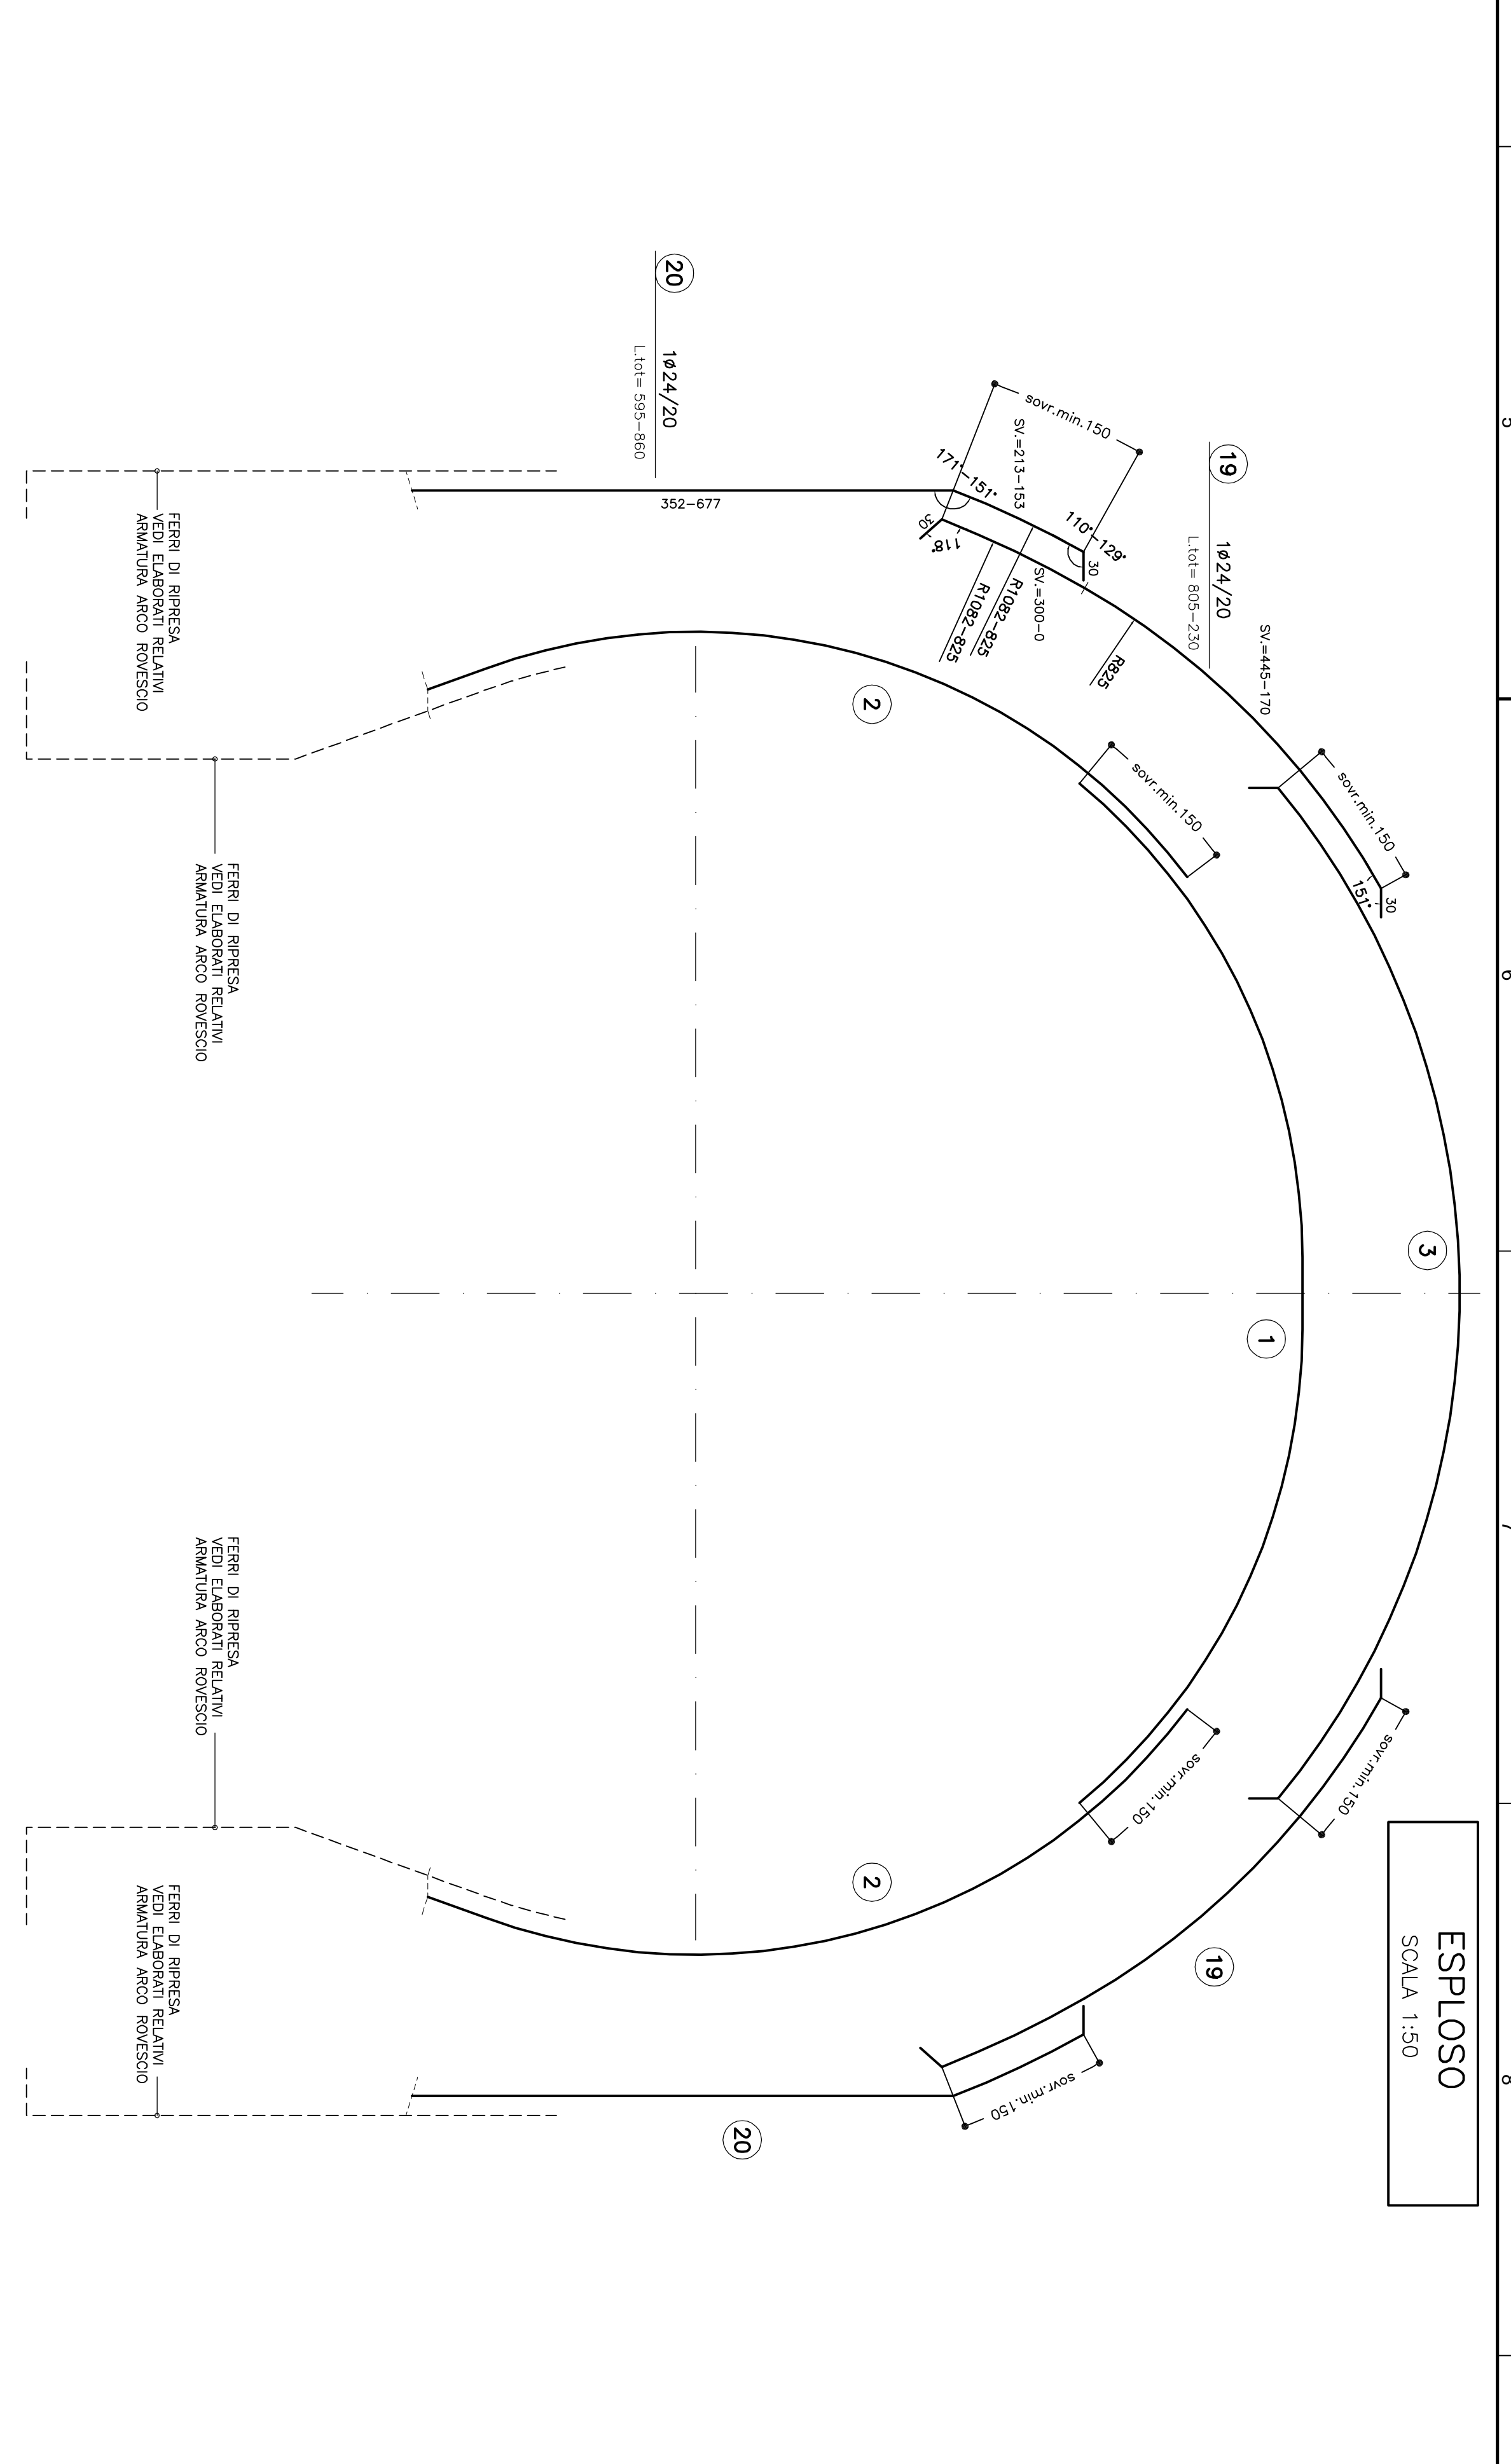 5
6
7
8
ESPLOSO
SCALA 1:50
3
1
19
1ø24/20
L.tot= 805-230
SV.=445-170
sovr.min.150
151°
30
sovr.min.150
R825
110°-129°
30
sovr.min.150
SV.=213-153
171°-151°
SV.=300-0
R1082-825
R1082-825
118°
30
20
1ø24/20
L.tot= 595-860
352-677
2
sovr.min.150
sovr.min.150
19
sovr.min.150
2
20
FERRI DI RIPRESA
VEDI ELABORATI RELATIVI
ARMATURA ARCO ROVESCIO
FERRI DI RIPRESA
VEDI ELABORATI RELATIVI
ARMATURA ARCO ROVESCIO
FERRI DI RIPRESA
VEDI ELABORATI RELATIVI
ARMATURA ARCO ROVESCIO
FERRI DI RIPRESA
VEDI ELABORATI RELATIVI
ARMATURA ARCO ROVESCIO